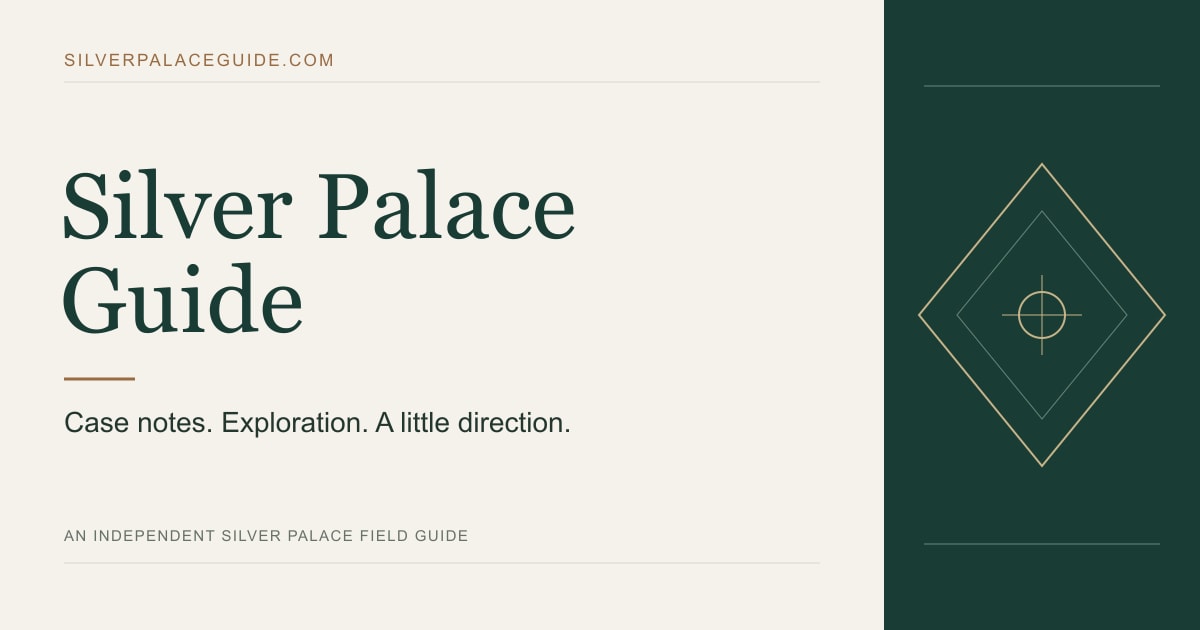 SILVERPALACEGUIDE.COM
Silver Palace
Guide
Case notes. Exploration. A little direction.
AN INDEPENDENT SILVER PALACE FIELD GUIDE